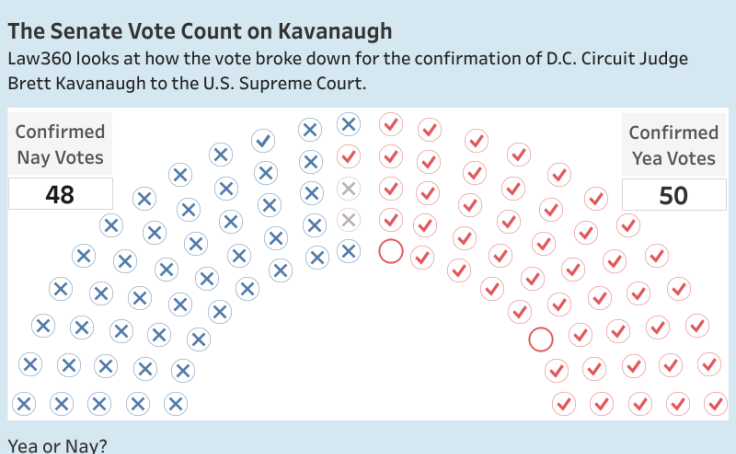 The Senate Vote Count on Kavanaugh
Law360 looks at how the vote broke down for the confirmation of D.C. Circuit Judge
Brett Kavanaugh to the U.S. Supreme Court.
Confirmed
Nay Votes
48
Confirmed
Yea Votes
50
Yea or Nay?